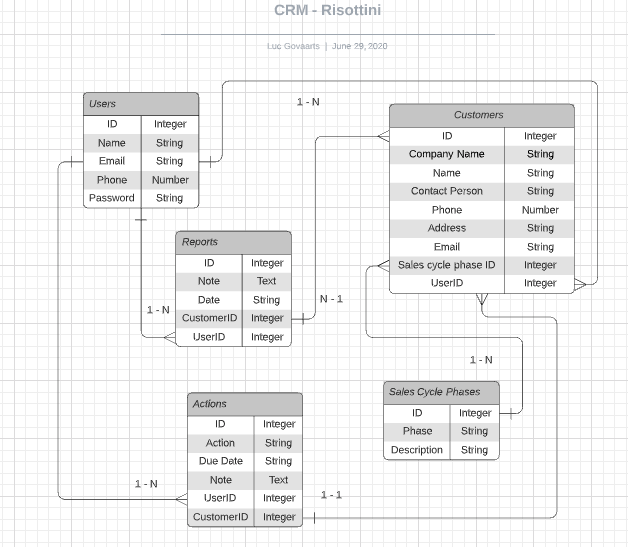 CRM - Risottini
Luc Govaarts | June 29, 2020
1 - N
Users
ID Integer
Name String
Email String
Phone Number
Password String
Customers
ID Integer
Company Name String
Name String
Contact Person String
Phone Number
Address String
Email String
Sales cycle phase ID Integer
UserID Integer
Reports
ID Integer
Note Text
Date String
CustomerID Integer
UserID Integer
1 - N
N - 1
1 - N
Sales Cycle Phases
ID Integer
Phase String
Description String
Actions
ID Integer
Action String
Due Date String
Note Text
UserID Integer
CustomerID Integer
1 - N
1 - 1